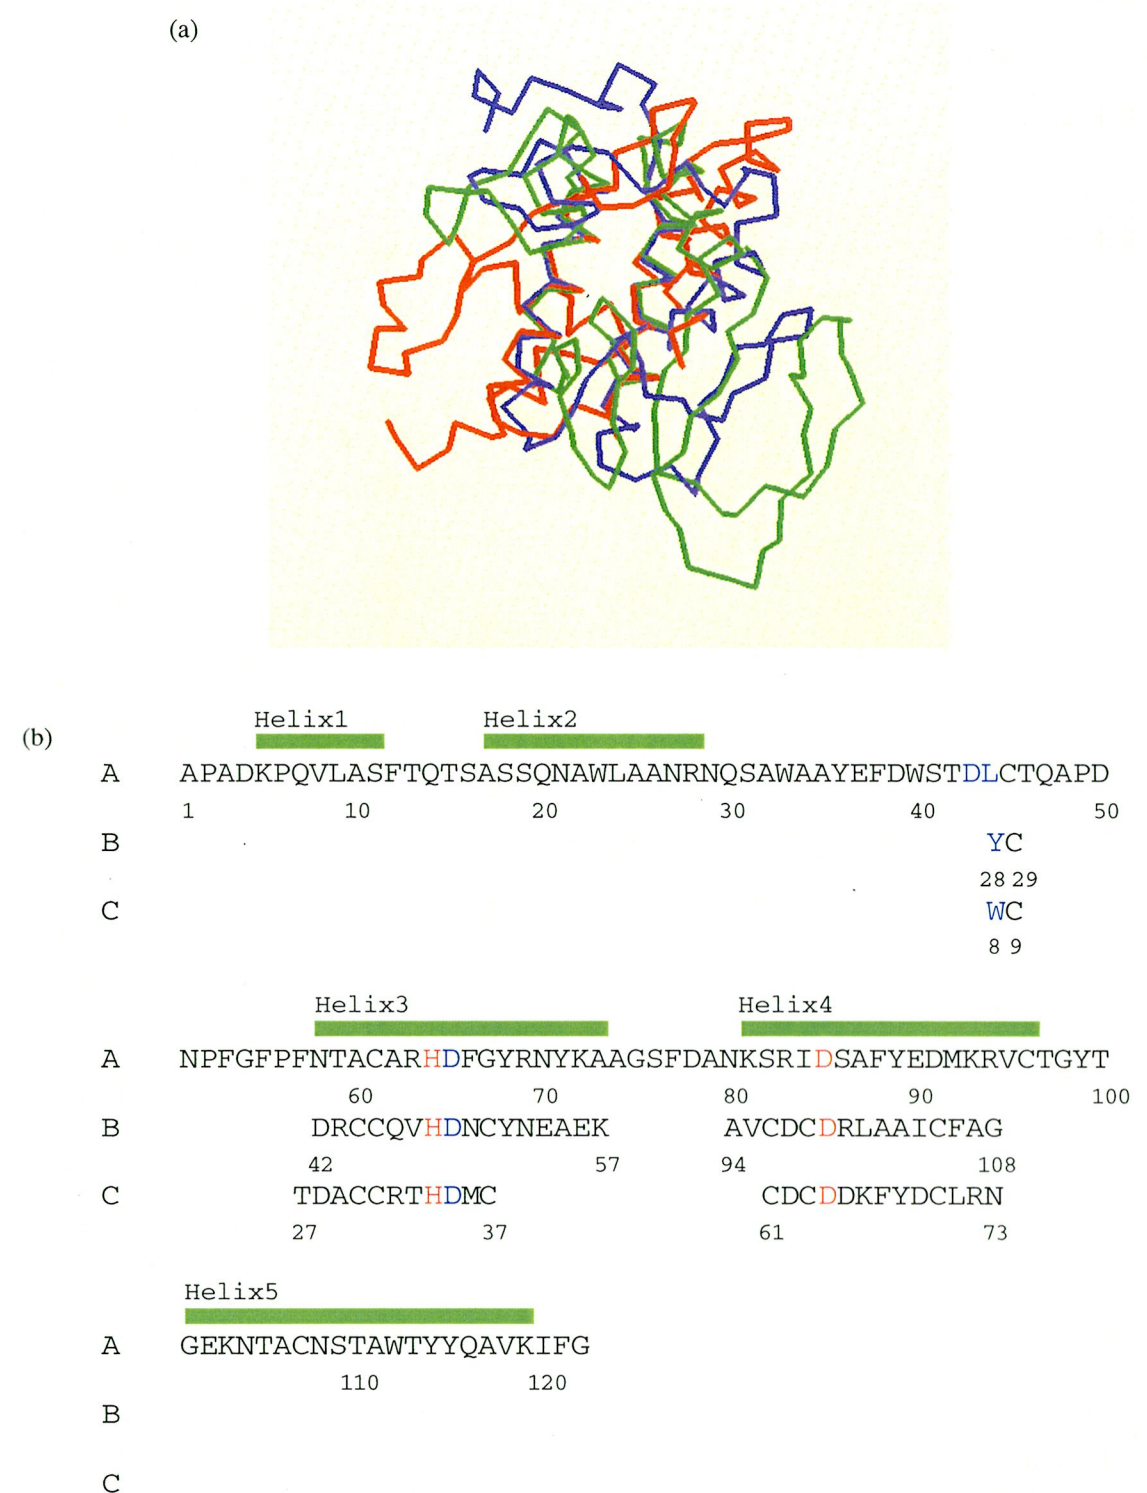 (a)
(b)
Helix1 Helix2
A APADKPQVLASFTQTSASSQNAWLAANRNQSAWAAYEFDWSTDLCTQAPD
1 10 20 30 40 50
B YC
28 29
C WC
8 9
Helix3 Helix4
A NPFGFPFNTACARHDFGYRNYKAAGSFDANKSRIDSAFYEDMKRVCTGYT
60 70 80 90 100
B DRCCQVHDNCYNEAEK AVCDCDRLAAICFAG
42 57 94 108
C TDACCRTHDMC CDCDDKFYDCLRN
27 37 61 73
Helix5
A GEKNTACNSTAWTYYQAVKIFG
110 120
B
C